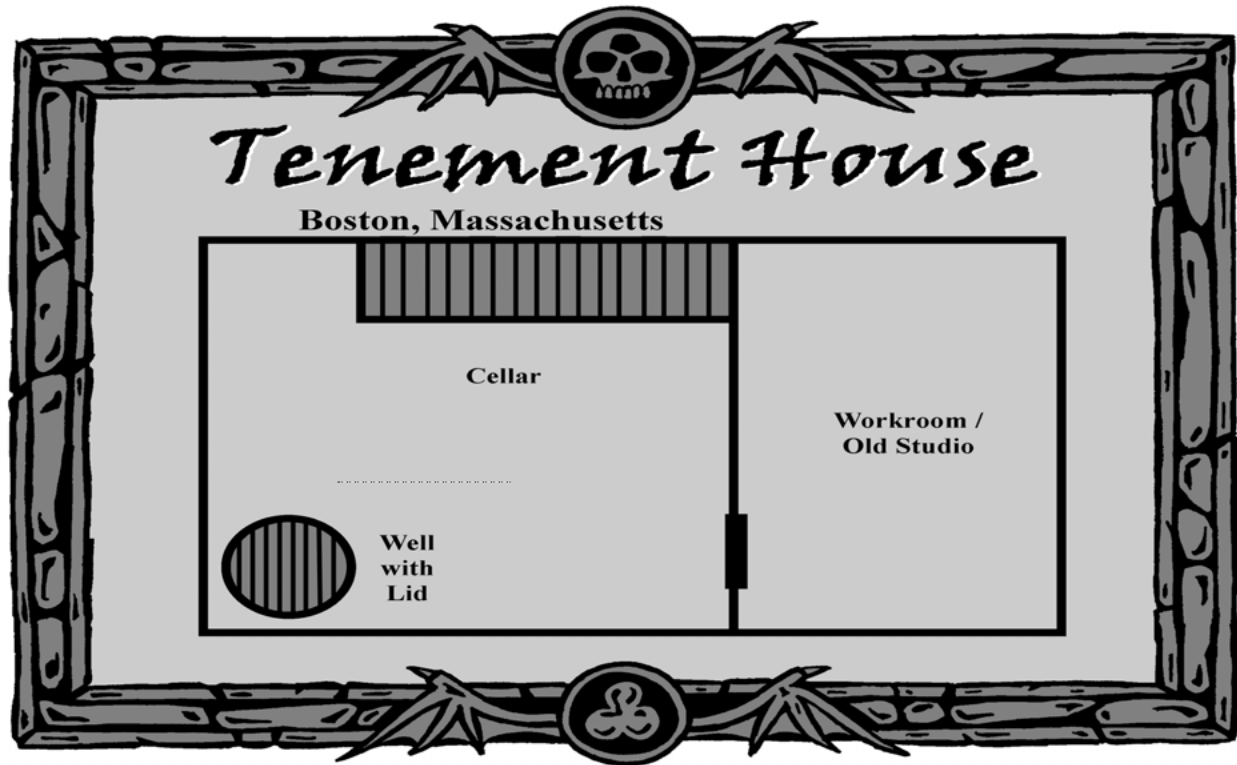 Tenement House
Boston, Massachusetts
Cellar
Workroom /
Old Studio
Well
with
Lid